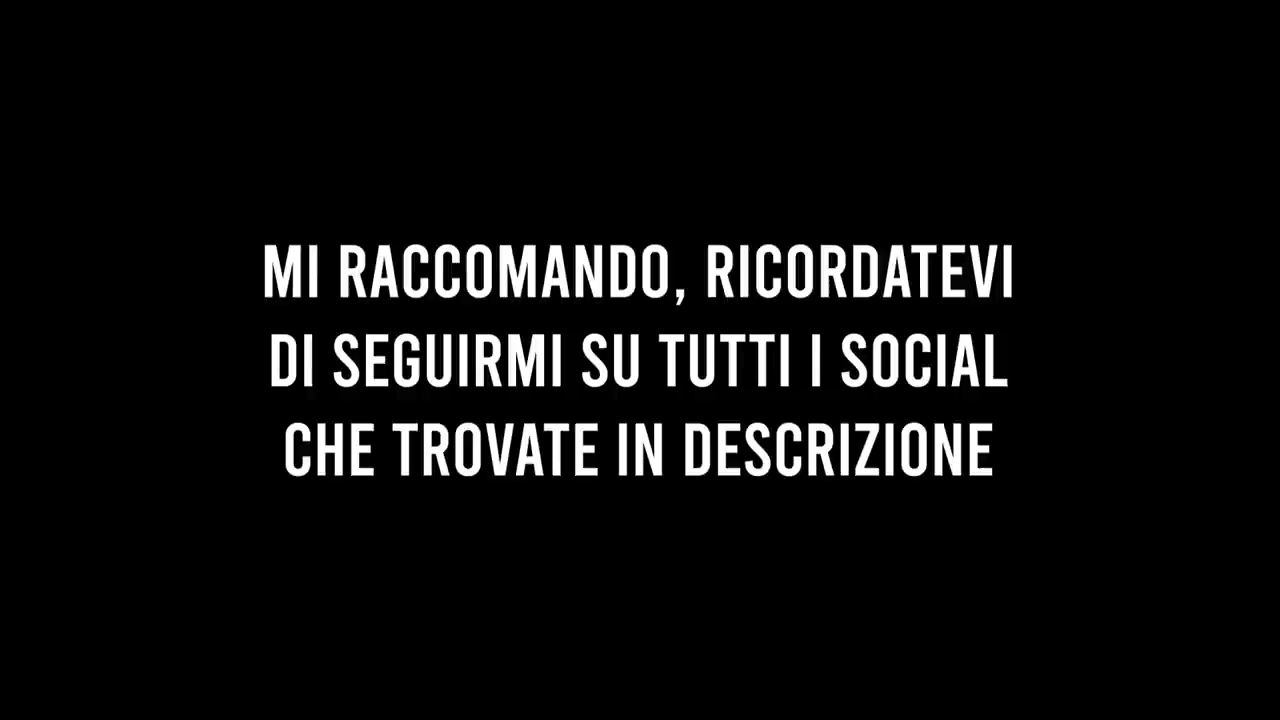 MI RACCOMANDO, RICORDATEVI
DI SEGUIRMI SU TUTTI I SOCIAL
CHE TROVATE IN DESCRIZIONE